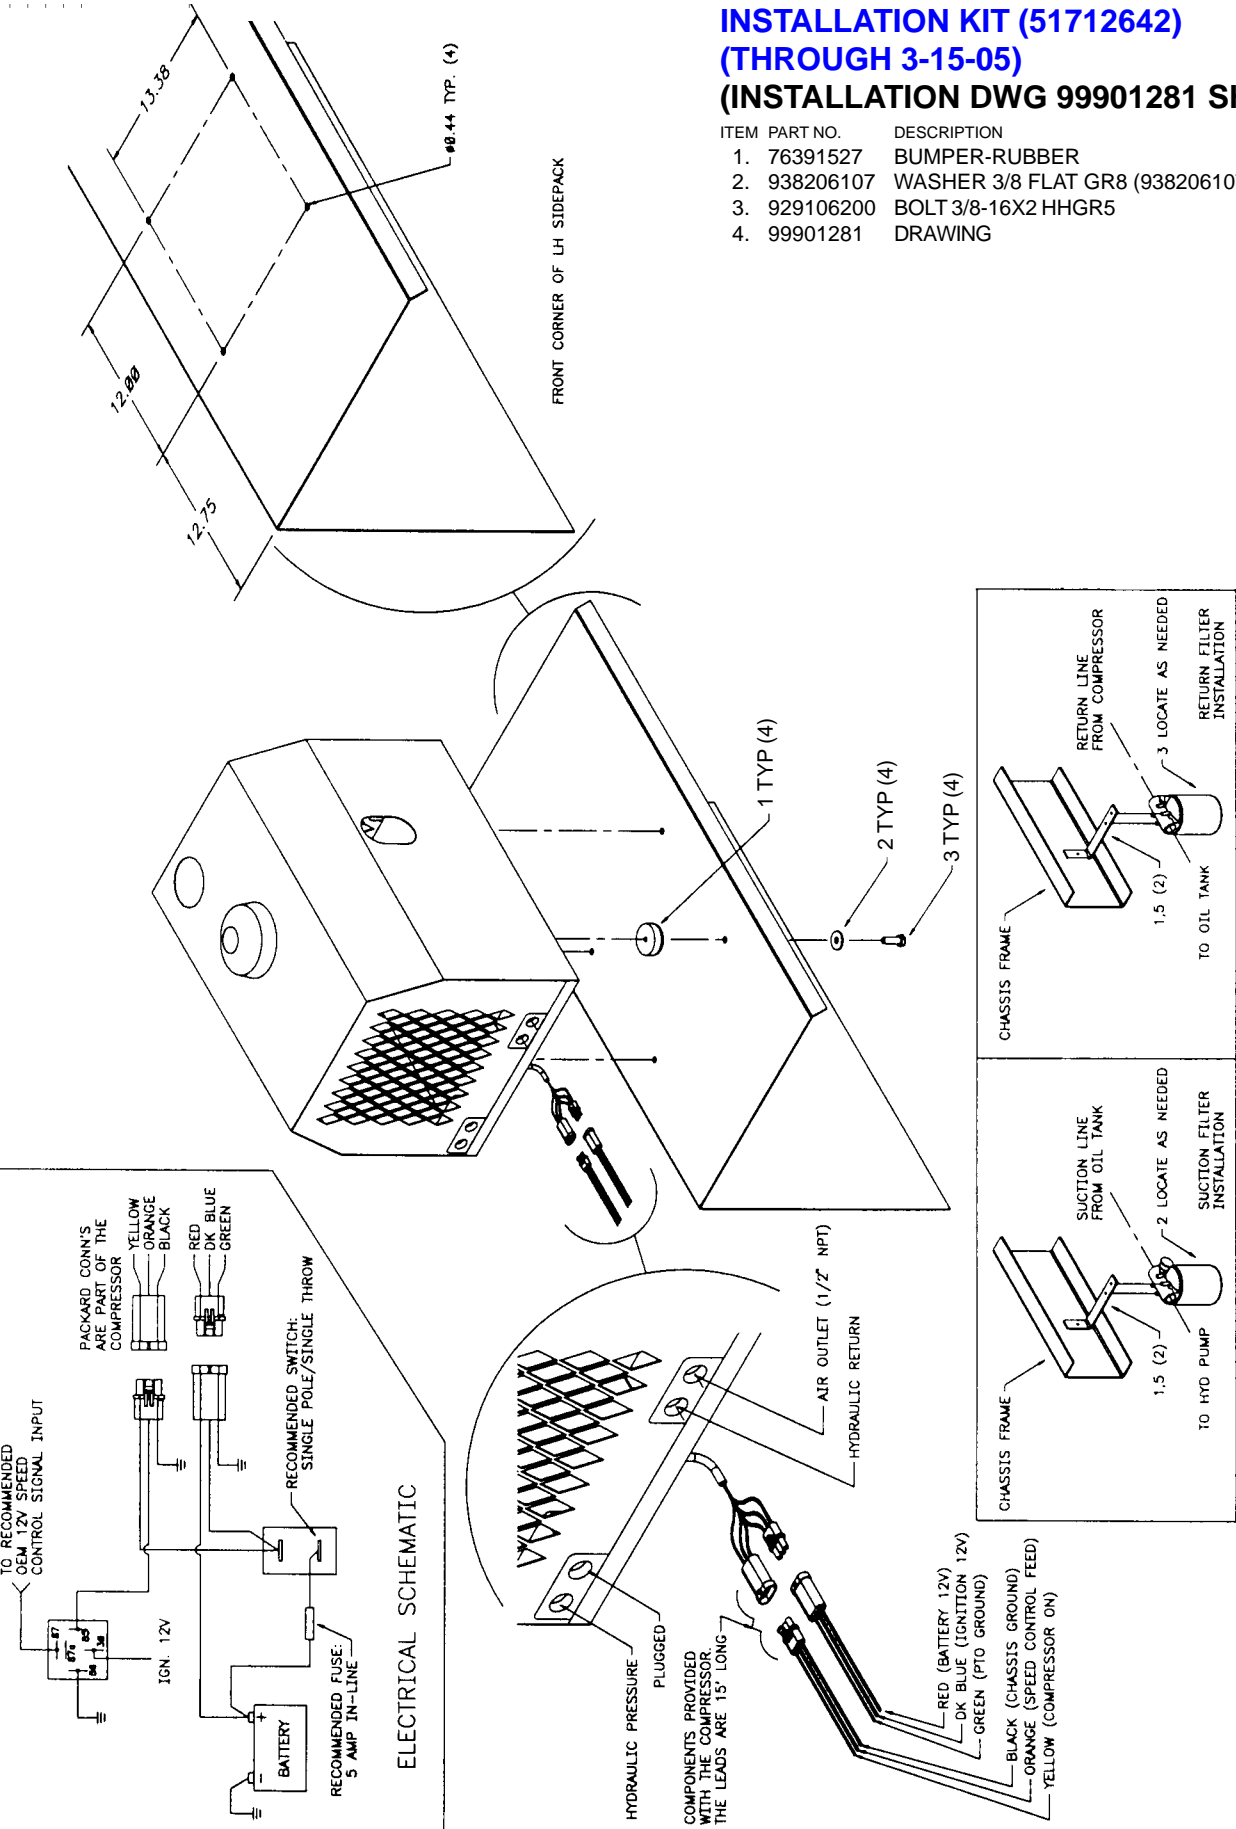 INSTALLATION KIT (51712642)
(THROUGH 3-15-05)
(INSTALLATION DWG 99901281 SH
ITEM PART NO. DESCRIPTION
1. 76391527 BUMPER-RUBBER
2. 938206107 WASHER 3/8 FLAT GR8 (938206107
3. 929106200 BOLT 3/8-16X2 HHGR5
4. 99901281 DRAWING
13.38
12.00
12.75
ø0.44 TYP. (4)
FRONT CORNER OF LH SIDEPACK
1 TYP (4)
2 TYP (4)
3 TYP (4)
TO RECOMMENDED
OEM 12V SPEED
CONTROL SIGNAL INPUT
87
87a
86
85
30
IGN. 12V
PACKARD CONN'S
ARE PART OF THE
COMPRESSOR
YELLOW
ORANGE
BLACK
RED
DK BLUE
GREEN
RECOMMENDED SWITCH:
SINGLE POLE/SINGLE THROW
BATTERY
+
-
RECOMMENDED FUSE:
5 AMP IN-LINE
ELECTRICAL SCHEMATIC
HYDRAULIC PRESSURE
PLUGGED
AIR OUTLET (1/2" NPT)
HYDRAULIC RETURN
COMPONENTS PROVIDED
WITH THE COMPRESSOR.
THE LEADS ARE 15' LONG
RED (BATTERY 12V)
DK BLUE (IGNITION 12V)
GREEN (PTO GROUND)
BLACK (CHASSIS GROUND)
ORANGE (SPEED CONTROL FEED)
YELLOW (COMPRESSOR ON)
CHASSIS FRAME
1,5 (2)
TO HYD PUMP
SUCTION LINE
FROM OIL TANK
2 LOCATE AS NEEDED
SUCTION FILTER
INSTALLATION
CHASSIS FRAME
1,5 (2)
TO OIL TANK
RETURN LINE
FROM COMPRESSOR
3 LOCATE AS NEEDED
RETURN FILTER
INSTALLATION